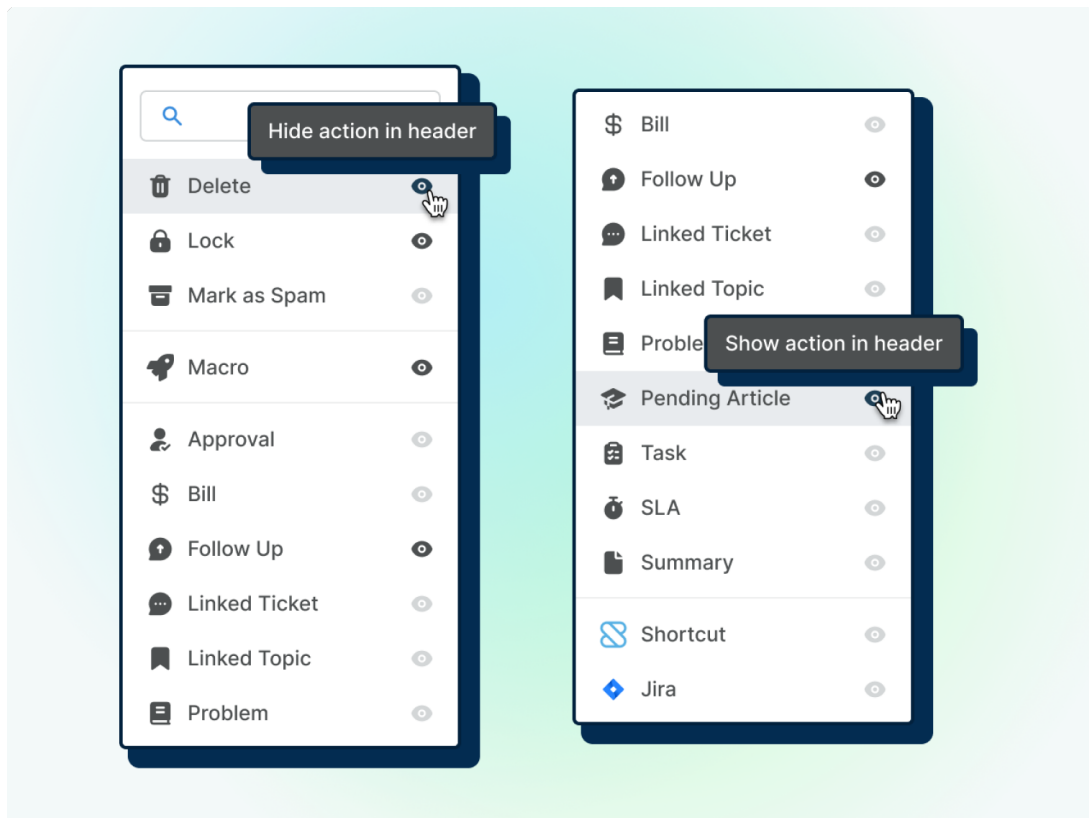 Hide action in header
Delete
Lock
Mark as Spam
Macro
Approval
Bill
Follow Up
Linked Ticket
Linked Topic
Problem
Bill
Follow Up
Linked Ticket
Linked Topic
Proble
Show action in header
Pending Article
Task
SLA
Summary
Shortcut
Jira